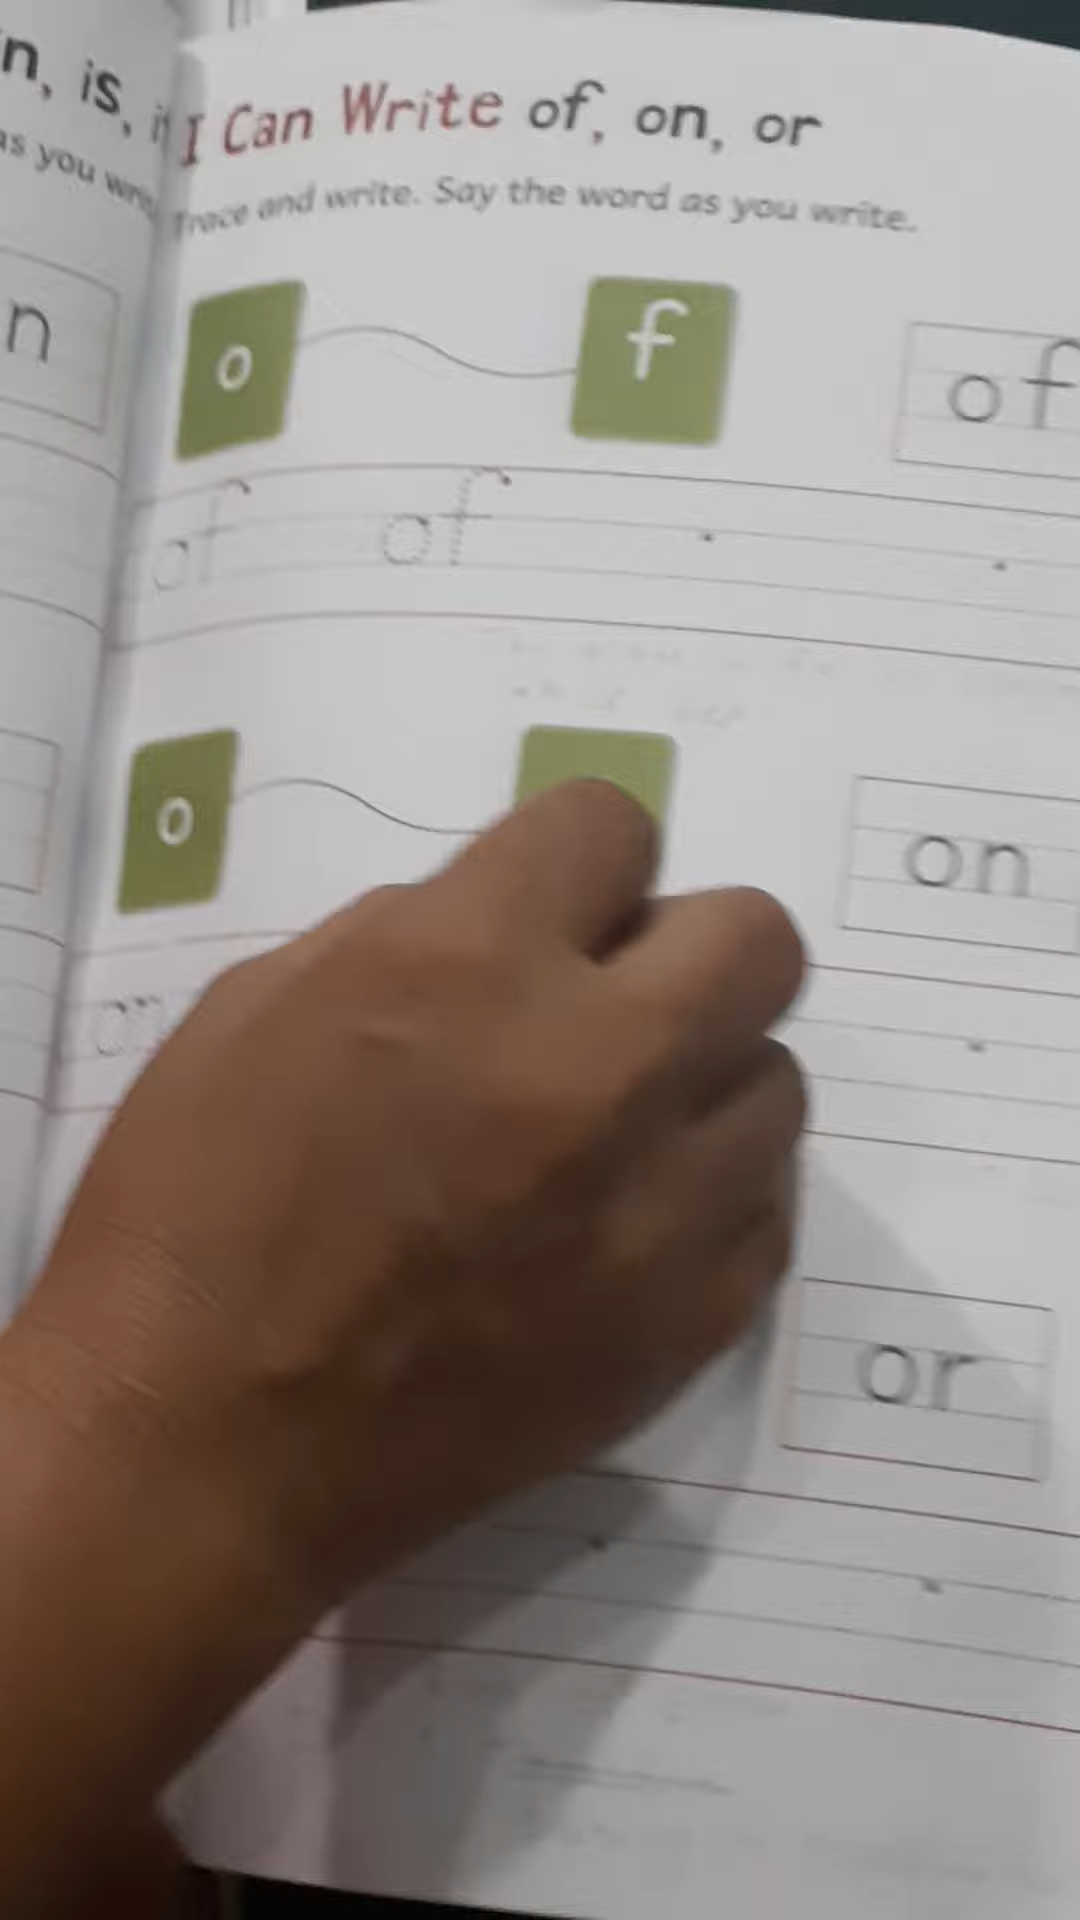 n, is, i
as you
n
I Can Write of, on, or
Trace and write. Say the word as you write.
o f of
of of
o on
on
or